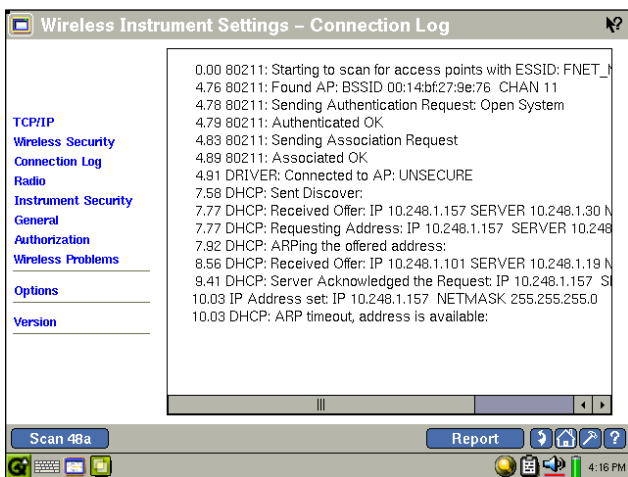 Wireless Instrument Settings – Connection Log
TCP/IP
Wireless Security
Connection Log
Radio
Instrument Security
General
Authorization
Wireless Problems
Options
Version
0.00 80211: Starting to scan for access points with ESSID: FNET_
4.76 80211: Found AP: BSSID 00:14:bf:27:9e:76 CHAN 11
4.78 80211: Sending Authentication Request: Open System
4.79 80211: Authenticated OK
4.83 80211: Sending Association Request
4.89 80211: Associated OK
4.91 DRIVER: Connected to AP: UNSECURE
7.58 DHCP: Sent Discover:
7.77 DHCP: Received Offer: IP 10.248.1.157 SERVER 10.248.1.30 N
7.77 DHCP: Requesting Address: IP 10.248.1.157 SERVER 10.248
7.92 DHCP: ARPing the offered address:
8.56 DHCP: Received Offer: IP 10.248.1.101 SERVER 10.248.1.19 N
9.41 DHCP: Server Acknowledged the Request: IP 10.248.1.157
10.03 IP Address set: IP 10.248.1.157 NETMASK 255.255.255.0
10.03 DHCP: ARP timeout, address is available:
Scan 48a
Report
?
4:16 PM